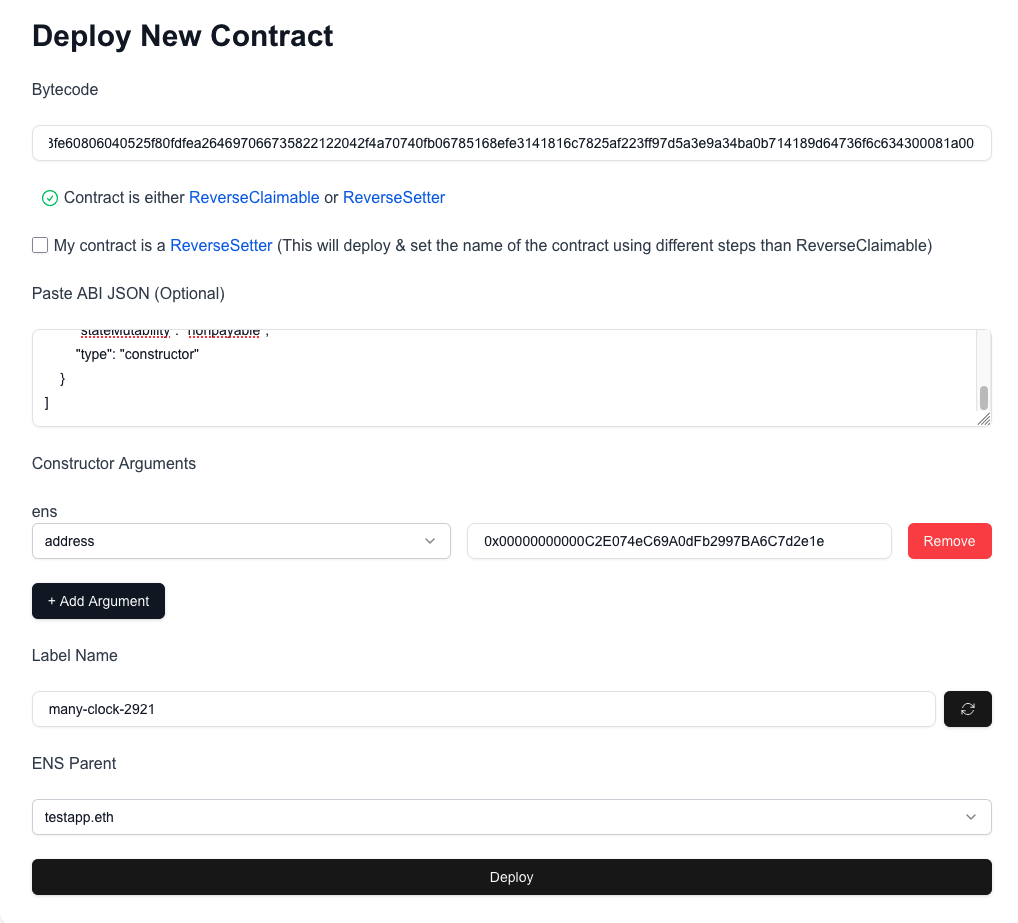 Deploy New Contract
Bytecode
3fe60806040525f80fdfea264697066735822122042f4a70740fb06785168efe3141816c7825af223ff97d5a3e9a34ba0b714189d64736f6c634300081a00
Contract is either ReverseClaimable or ReverseSetter
My contract is a ReverseSetter (This will deploy & set the name of the contract using different steps than ReverseClaimable)
Paste ABI JSON (Optional)
"stateMutability": "nonpayable",
"type": "constructor"
}
]
Constructor Arguments
ens
address
0x00000000000C2E074eC69A0dFb2997BA6C7d2e1e
Remove
+ Add Argument
Label Name
many-clock-2921
ENS Parent
testapp.eth
Deploy